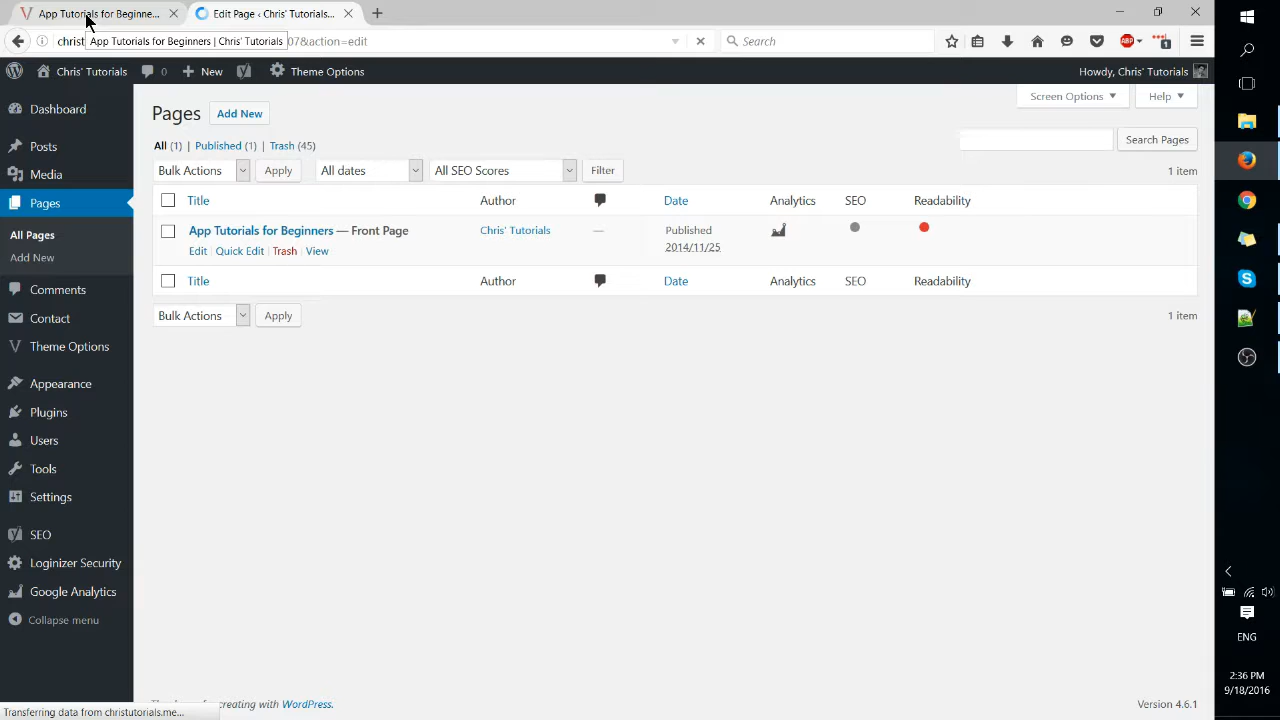 App Tutorials for Beginne...
Edit Page ‹ Chris' Tutorials...
christ
App Tutorials for Beginners | Chris' Tutorials
07&action=edit
Search
Chris' Tutorials
0
New
Theme Options
Howdy, Chris' Tutorials
Dashboard
Posts
Media
Pages
All Pages
Add New
Comments
Contact
Theme Options
Appearance
Plugins
Users
Tools
Settings
SEO
Loginizer Security
Google Analytics
Collapse menu
Pages
Add New
Screen Options
Help
All (1) | Published (1) | Trash (45)
Search Pages
Bulk Actions
Apply
All dates
All SEO Scores
Filter
1 item
Title Author Date Analytics SEO Readability
App Tutorials for Beginners — Front Page
Chris' Tutorials
—
Published
2014/11/25
Edit | Quick Edit | Trash | View
Title Author Date Analytics SEO Readability
Bulk Actions
Apply
1 item
creating with WordPress.
Version 4.6.1
Transferring data from christutorials.me...
ABP
1
ENG
2:36 PM
9/18/2016